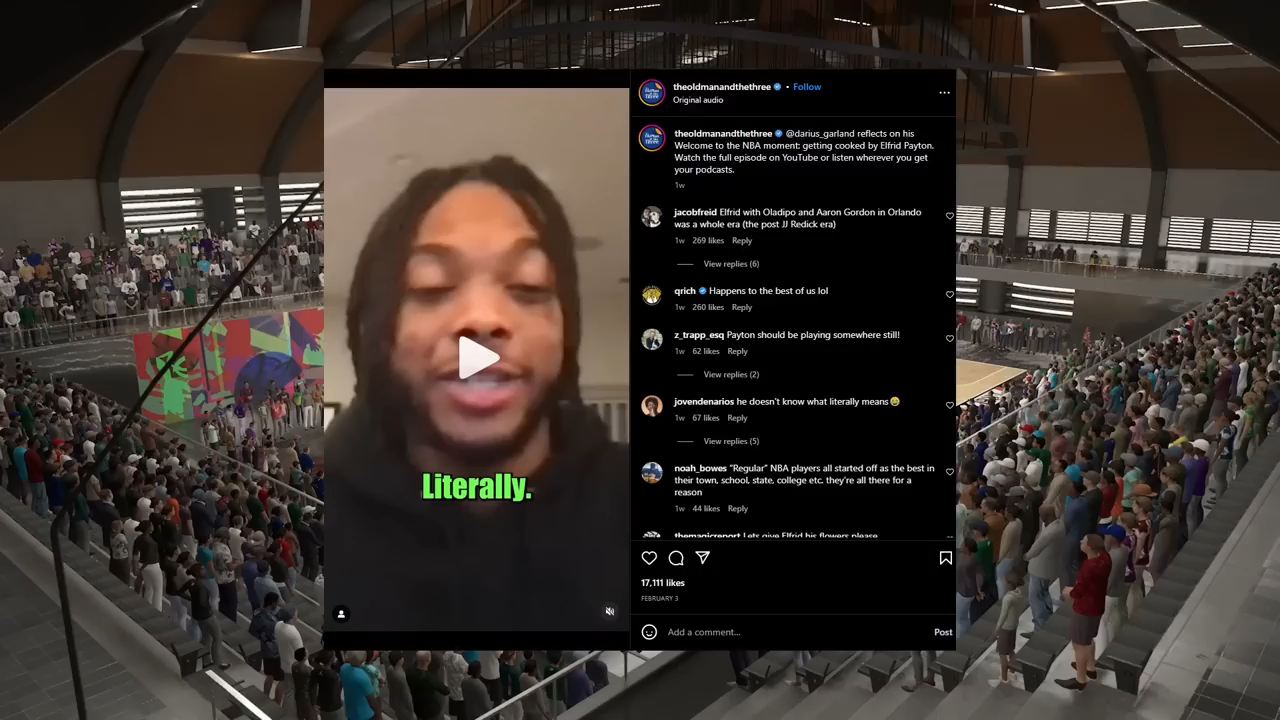 theoldmanandthethree • Follow
Original audio
theoldmanandthethree @darius_garland reflects on his
Welcome to the NBA moment: getting cooked by Elfrid Payton.
Watch the full episode on YouTube or listen wherever you get
your podcasts.
1w
jacobfreid Elfrid with Oladipo and Aaron Gordon in Orlando
was a whole era (the post JJ Redick era)
1w 269 likes Reply
View replies (6)
qrich Happens to the best of us lol
1w 260 likes Reply
z_trapp_esq Payton should be playing somewhere still!
1w 62 likes Reply
View replies (2)
jovendenarios he doesn't know what literally means😂
1w 67 likes Reply
View replies (5)
noah_bowes “Regular” NBA players all started off as the best in
their town, school, state, college etc. they're all there for a
reason
1w 44 likes Reply
themagicreport Lets give Elfrid his flowers please
17,111 likes
FEBRUARY 3
Add a comment... Post
Literally.